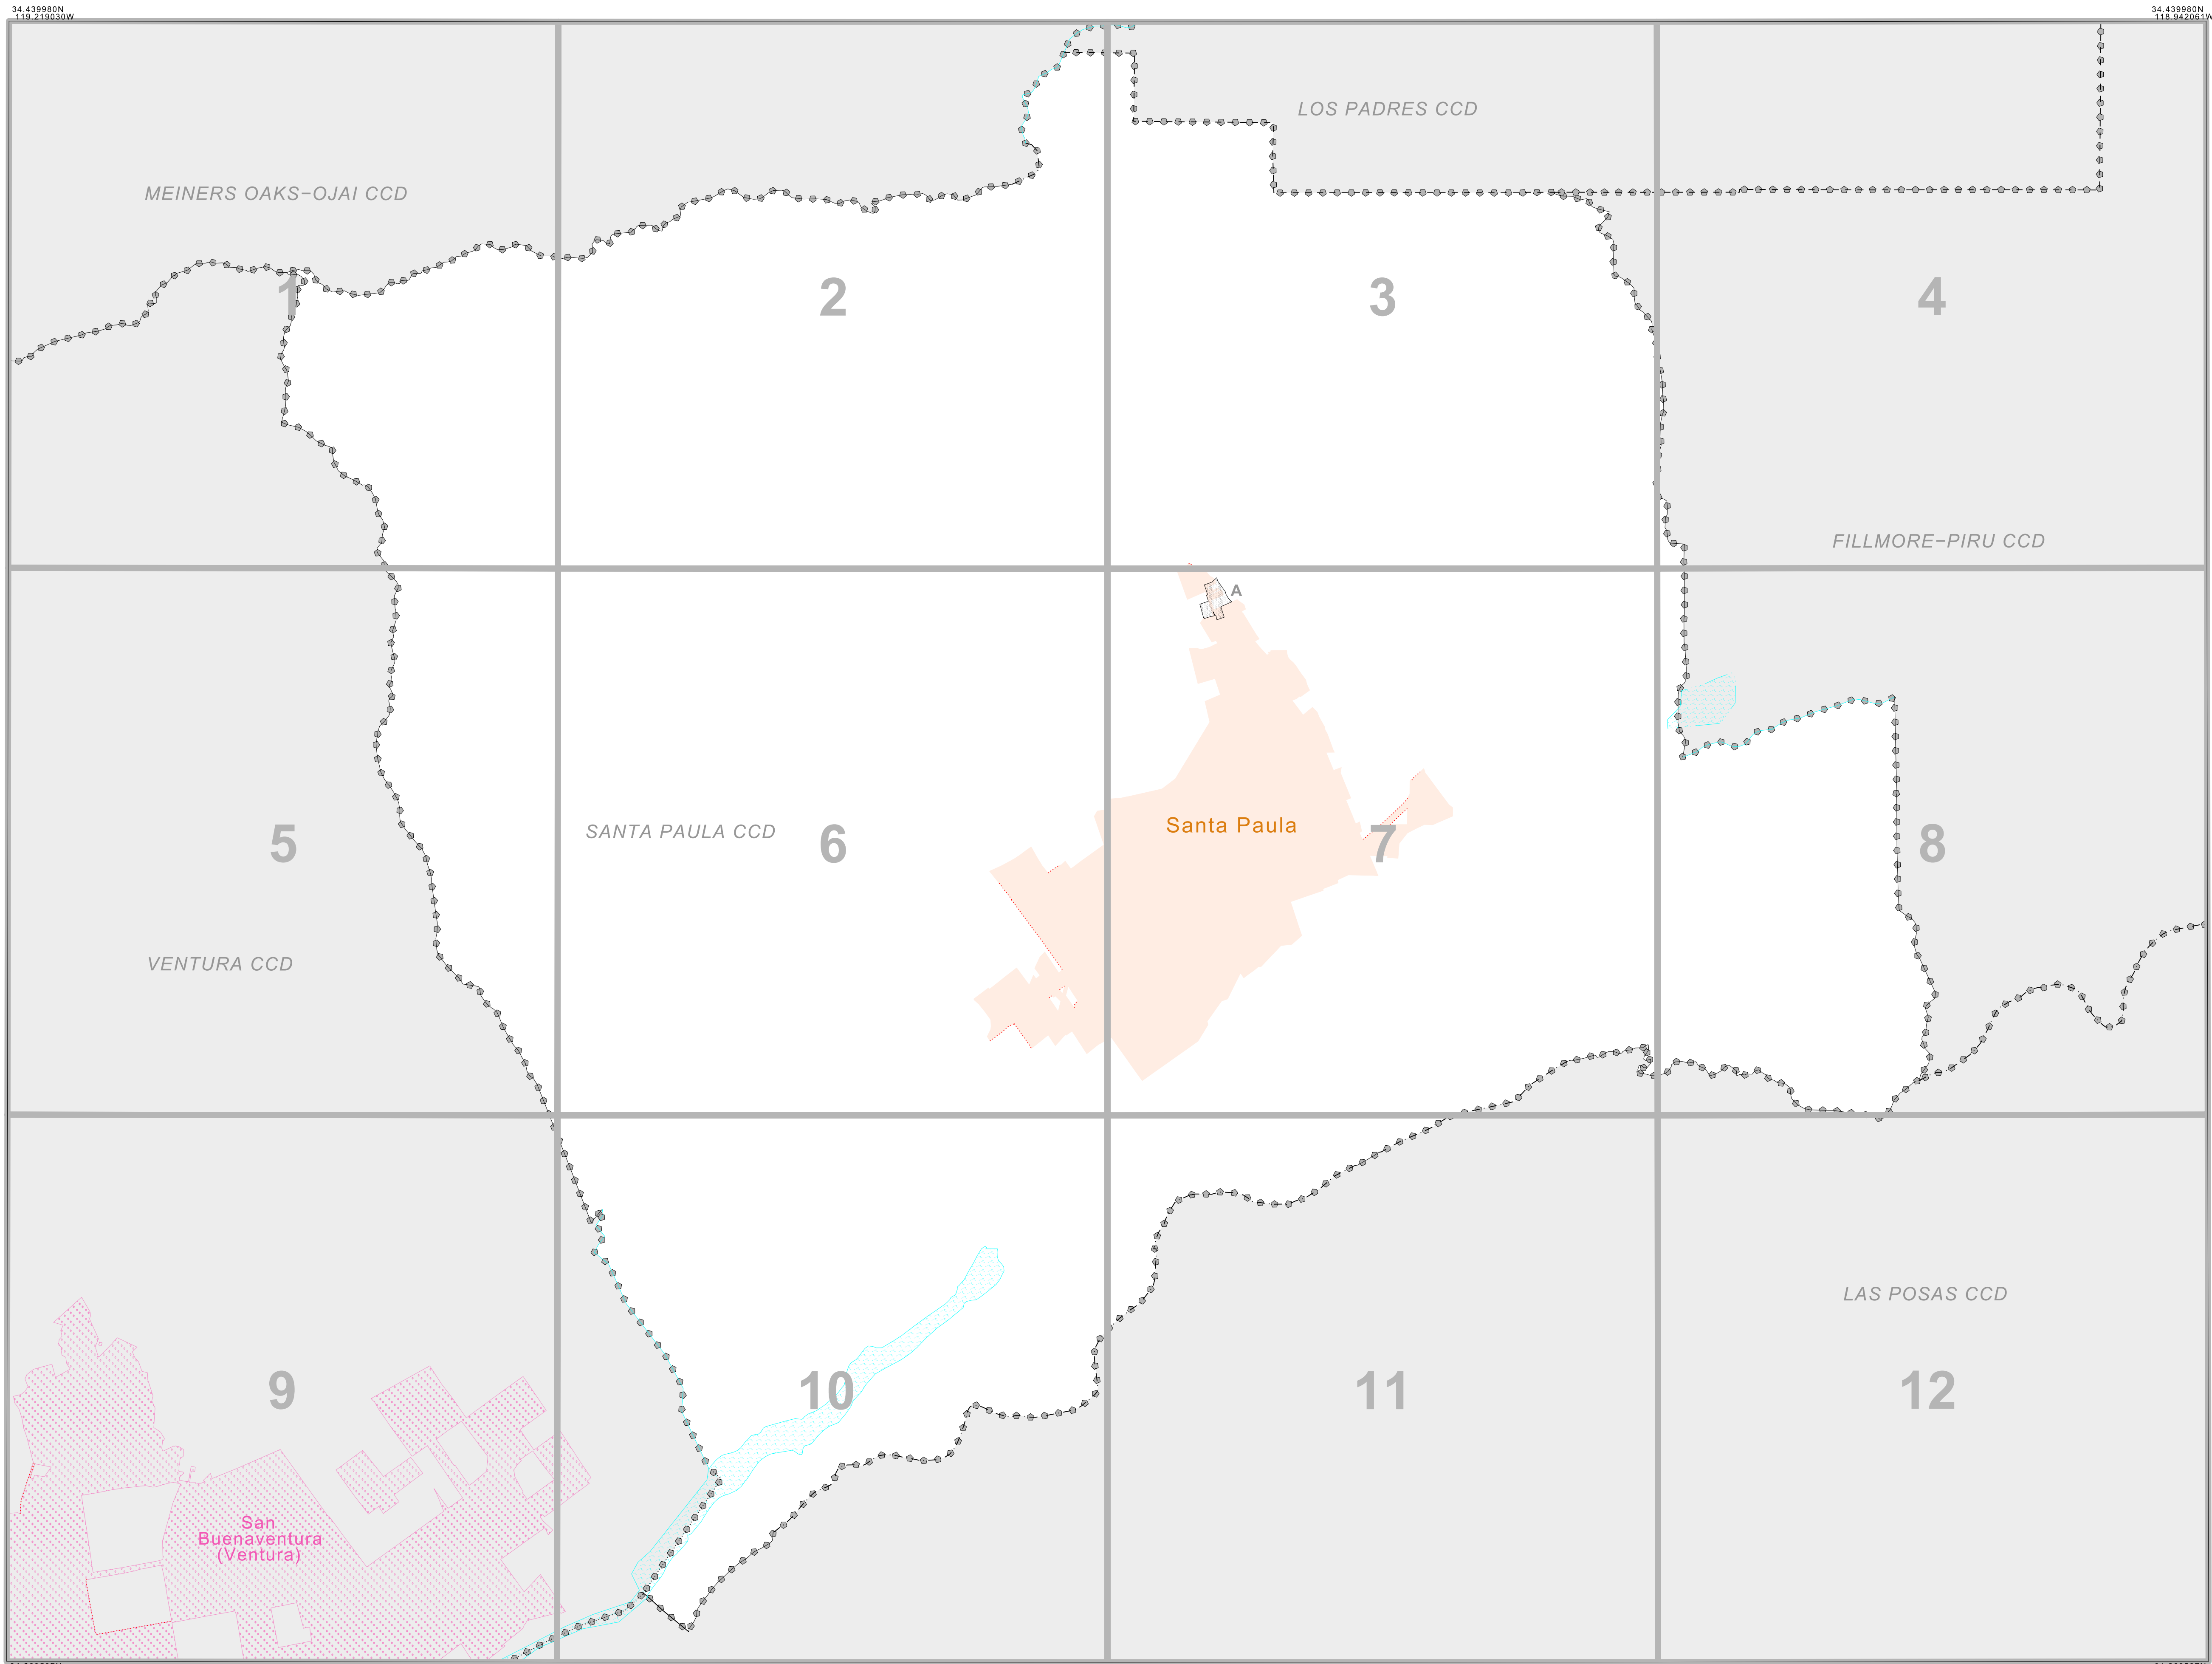 34.439980N
119.219030W
34.439980N
118.942061W
LOS PADRES CCD
MEINERS OAKS-OJAI CCD
1
2
3
4
FILLMORE-PIRU CCD
A
Santa Paula
SANTA PAULA CCD
5
6
7
8
VENTURA CCD
LAS POSAS CCD
9
10
11
12
San
Buenaventura
(Ventura)